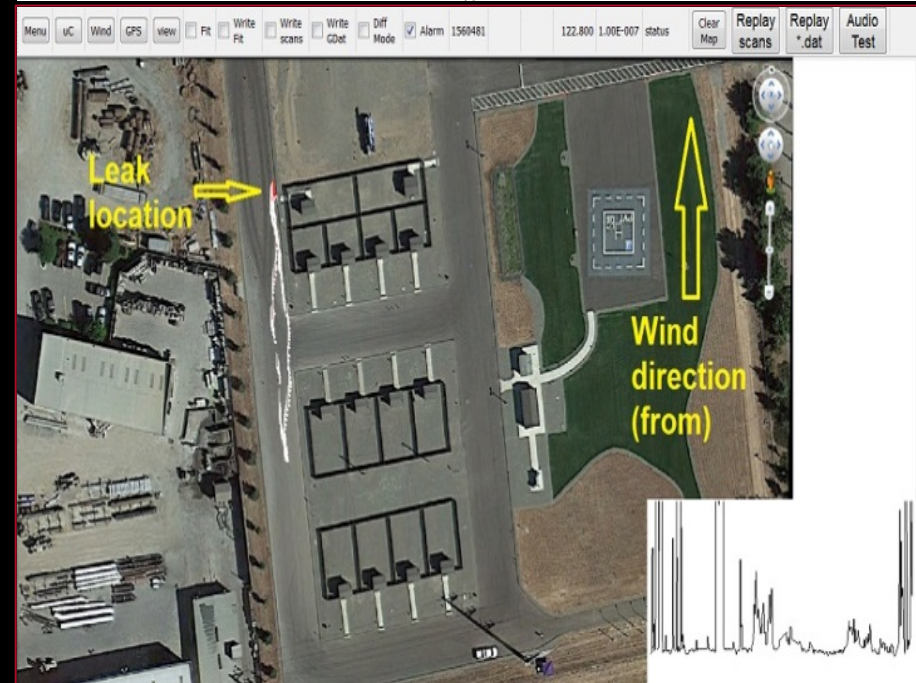 Menu
uC
Wind
GPS
view
Fit
Write
Fit
Write
scans
Write
GDat
Diff
Mode
Alarm
1560481
122.800
1.00E-007
status
Clear
Map
Replay
scans
Replay
*.dat
Audio
Test
Leak
location
Wind
direction
(from)